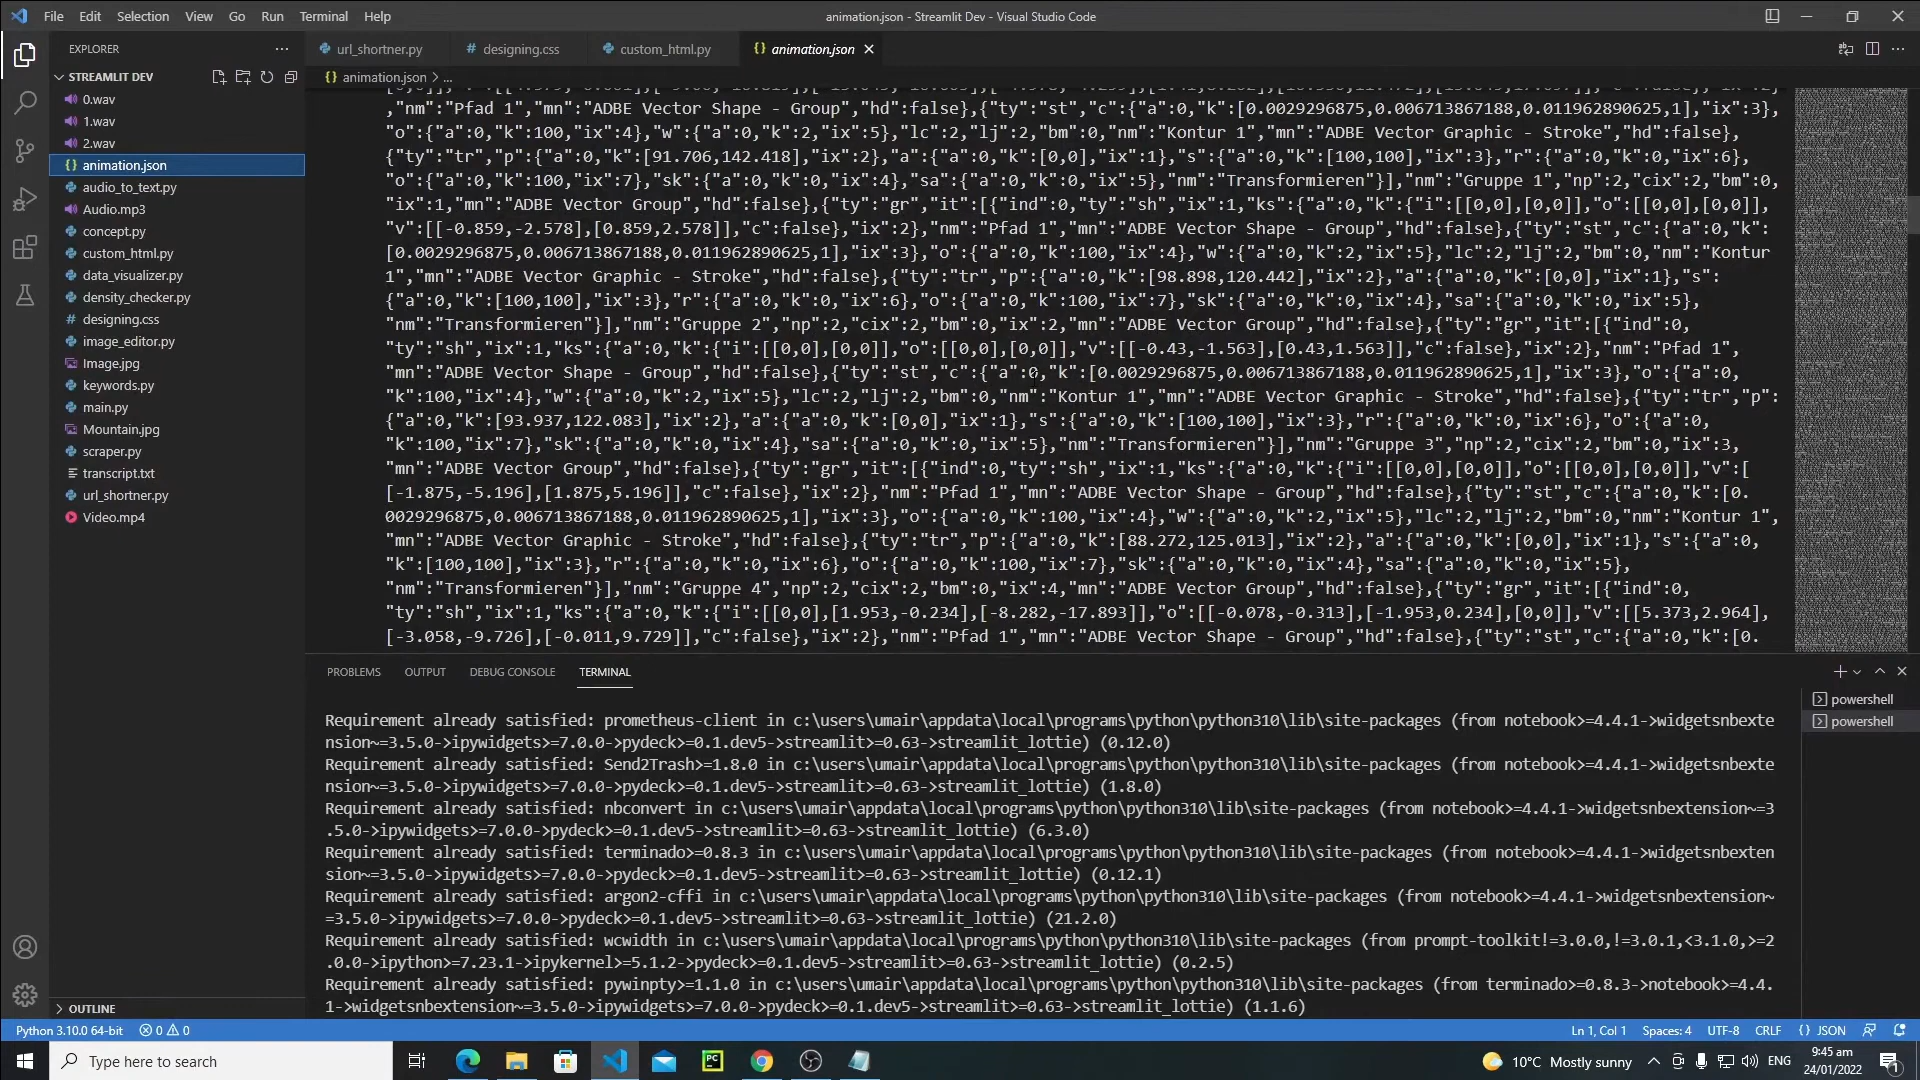 File Edit Selection View Go Run Terminal Help
animation.json - Streamlit Dev - Visual Studio Code
EXPLORER
STREAMLIT DEV
0.wav
1.wav
2.wav
animation.json
audio_to_text.py
Audio.mp3
concept.py
custom_html.py
data_visualizer.py
density_checker.py
designing.css
image_editor.py
Image.jpg
keywords.py
main.py
Mountain.jpg
scraper.py
transcript.txt
url_shortner.py
Video.mp4
OUTLINE
url_shortner.py designing.css custom_html.py animation.json
animation.json > ...
,"nm":"Pfad 1","mn":"ADBE Vector Shape - Group","hd":false},{"ty":"st","c":{"a":0,"k":[0.0029296875,0.006713867188,0.011962890625,1],"ix":3},
"o":{"a":0,"k":100,"ix":4},"w":{"a":0,"k":2,"ix":5},"lc":2,"lj":2,"bm":0,"nm":"Kontur 1","mn":"ADBE Vector Graphic - Stroke","hd":false},
{"ty":"tr","p":{"a":0,"k":[91.706,142.418],"ix":2},"a":{"a":0,"k":[0,0],"ix":1},"s":{"a":0,"k":[100,100],"ix":3},"r":{"a":0,"k":0,"ix":6},
"o":{"a":0,"k":100,"ix":7},"sk":{"a":0,"k":0,"ix":4},"sa":{"a":0,"k":0,"ix":5},"nm":"Transformieren"}],"nm":"Gruppe 1","np":2,"cix":2,"bm":0,
"ix":1,"mn":"ADBE Vector Group","hd":false},{"ty":"gr","it":[{"ind":0,"ty":"sh","ix":1,"ks":{"a":0,"k":{"i":[[0,0],[0,0]],"o":[[0,0],[0,0]],
"v":[[-0.859,-2.578],[0.859,2.578]],"c":false},"ix":2},"nm":"Pfad 1","mn":"ADBE Vector Shape - Group","hd":false},{"ty":"st","c":{"a":0,"k":
[0.0029296875,0.006713867188,0.011962890625,1],"ix":3},"o":{"a":0,"k":100,"ix":4},"w":{"a":0,"k":2,"ix":5},"lc":2,"lj":2,"bm":0,"nm":"Kontur
1","mn":"ADBE Vector Graphic - Stroke","hd":false},{"ty":"tr","p":{"a":0,"k":[98.898,120.442],"ix":2},"a":{"a":0,"k":[0,0],"ix":1},"s":
{"a":0,"k":[100,100],"ix":3},"r":{"a":0,"k":0,"ix":6},"o":{"a":0,"k":100,"ix":7},"sk":{"a":0,"k":0,"ix":4},"sa":{"a":0,"k":0,"ix":5},
"nm":"Transformieren"}],"nm":"Gruppe 2","np":2,"cix":2,"bm":0,"ix":2,"mn":"ADBE Vector Group","hd":false},{"ty":"gr","it":[{"ind":0,
"ty":"sh","ix":1,"ks":{"a":0,"k":{"i":[[0,0],[0,0]],"o":[[0,0],[0,0]],"v":[[-0.43,-1.563],[0.43,1.563]],"c":false},"ix":2},"nm":"Pfad 1",
"mn":"ADBE Vector Shape - Group","hd":false},{"ty":"st","c":{"a":0,"k":[0.0029296875,0.006713867188,0.011962890625,1],"ix":3},"o":{"a":0,
"k":100,"ix":4},"w":{"a":0,"k":2,"ix":5},"lc":2,"lj":2,"bm":0,"nm":"Kontur 1","mn":"ADBE Vector Graphic - Stroke","hd":false},{"ty":"tr","p":
{"a":0,"k":[93.937,122.083],"ix":2},"a":{"a":0,"k":[0,0],"ix":1},"s":{"a":0,"k":[100,100],"ix":3},"r":{"a":0,"k":0,"ix":6},"o":{"a":0,
"k":100,"ix":7},"sk":{"a":0,"k":0,"ix":4},"sa":{"a":0,"k":0,"ix":5},"nm":"Transformieren"}],"nm":"Gruppe 3","np":2,"cix":2,"bm":0,"ix":3,
"mn":"ADBE Vector Group","hd":false},{"ty":"gr","it":[{"ind":0,"ty":"sh","ix":1,"ks":{"a":0,"k":{"i":[[0,0],[0,0]],"o":[[0,0],[0,0]],"v":[
[-1.875,-5.196],[1.875,5.196]],"c":false},"ix":2},"nm":"Pfad 1","mn":"ADBE Vector Shape - Group","hd":false},{"ty":"st","c":{"a":0,"k":[0.
0029296875,0.006713867188,0.011962890625,1],"ix":3},"o":{"a":0,"k":100,"ix":4},"w":{"a":0,"k":2,"ix":5},"lc":2,"lj":2,"bm":0,"nm":"Kontur 1",
"mn":"ADBE Vector Graphic - Stroke","hd":false},{"ty":"tr","p":{"a":0,"k":[88.272,125.013],"ix":2},"a":{"a":0,"k":[0,0],"ix":1},"s":{"a":0,
"k":[100,100],"ix":3},"r":{"a":0,"k":0,"ix":6},"o":{"a":0,"k":100,"ix":7},"sk":{"a":0,"k":0,"ix":4},"sa":{"a":0,"k":0,"ix":5},
"nm":"Transformieren"}],"nm":"Gruppe 4","np":2,"cix":2,"bm":0,"ix":4,"mn":"ADBE Vector Group","hd":false},{"ty":"gr","it":[{"ind":0,
"ty":"sh","ix":1,"ks":{"a":0,"k":{"i":[[0,0],[1.953,-0.234],[-8.282,-17.893]],"o":[[-0.078,-0.313],[-1.953,0.234],[0,0]],"v":[[5.373,2.964],
[-3.058,-9.726],[-0.011,9.729]],"c":false},"ix":2},"nm":"Pfad 1","mn":"ADBE Vector Shape - Group","hd":false},{"ty":"st","c":{"a":0,"k":[0.
PROBLEMS OUTPUT DEBUG CONSOLE TERMINAL
powershell
powershell
Requirement already satisfied: prometheus-client in c:\users\umair\appdata\local\programs\python\python310\lib\site-packages (from notebook>=4.4.1->widgetsnbexte
nsion~=3.5.0->ipywidgets>=7.0.0->pydeck>=0.1.dev5->streamlit>=0.63->streamlit_lottie) (0.12.0)
Requirement already satisfied: Send2Trash>=1.8.0 in c:\users\umair\appdata\local\programs\python\python310\lib\site-packages (from notebook>=4.4.1->widgetsnbexte
nsion~=3.5.0->ipywidgets>=7.0.0->pydeck>=0.1.dev5->streamlit>=0.63->streamlit_lottie) (1.8.0)
Requirement already satisfied: nbconvert in c:\users\umair\appdata\local\programs\python\python310\lib\site-packages (from notebook>=4.4.1->widgetsnbextension~=3
.5.0->ipywidgets>=7.0.0->pydeck>=0.1.dev5->streamlit>=0.63->streamlit_lottie) (6.3.0)
Requirement already satisfied: terminado>=0.8.3 in c:\users\umair\appdata\local\programs\python\python310\lib\site-packages (from notebook>=4.4.1->widgetsnbexten
sion~=3.5.0->ipywidgets>=7.0.0->pydeck>=0.1.dev5->streamlit>=0.63->streamlit_lottie) (0.12.1)
Requirement already satisfied: argon2-cffi in c:\users\umair\appdata\local\programs\python\python310\lib\site-packages (from notebook>=4.4.1->widgetsnbextension~
=3.5.0->ipywidgets>=7.0.0->pydeck>=0.1.dev5->streamlit>=0.63->streamlit_lottie) (21.2.0)
Requirement already satisfied: wcwidth in c:\users\umair\appdata\local\programs\python\python310\lib\site-packages (from prompt-toolkit!=3.0.0,!=3.0.1,<3.1.0,>=2
.0.0->ipython>=7.23.1->ipykernel>=5.1.2->pydeck>=0.1.dev5->streamlit>=0.63->streamlit_lottie) (0.2.5)
Requirement already satisfied: pywinpty>=1.1.0 in c:\users\umair\appdata\local\programs\python\python310\lib\site-packages (from terminado>=0.8.3->notebook>=4.4.
1->widgetsnbextension~=3.5.0->ipywidgets>=7.0.0->pydeck>=0.1.dev5->streamlit>=0.63->streamlit_lottie) (1.1.6)
Python 3.10.0 64-bit 0 0 Ln 1, Col 1 Spaces: 4 UTF-8 CRLF {} JSON
Type here to search
10°C Mostly sunny ENG 9:45 am
24/01/2022